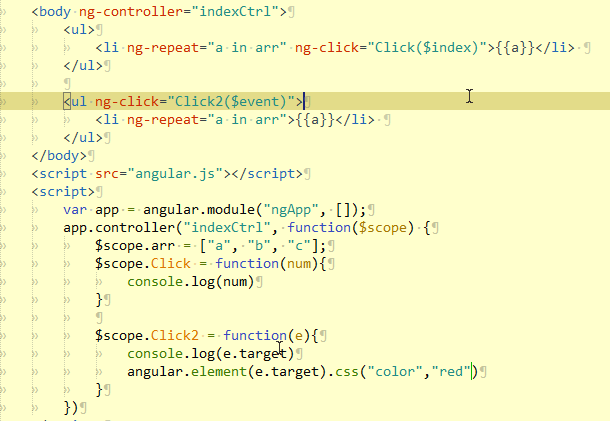 <body ng-controller="indexCtrl">
<ul>
<li ng-repeat="a in arr" ng-click="Click($index)">{{a}}</li>
</ul>
<ul ng-click="Click2($event)">
<li ng-repeat="a in arr">{{a}}</li>
</ul>
</body>
<script src="angular.js"></script>
<script>
var app = angular.module("ngApp", []);
app.controller("indexCtrl", function($scope) {
$scope.arr = ["a", "b", "c"];
$scope.Click = function(num){
console.log(num)
}
$scope.Click2 = function(e){
console.log(e.target)
angular.element(e.target).css("color","red")
}
})